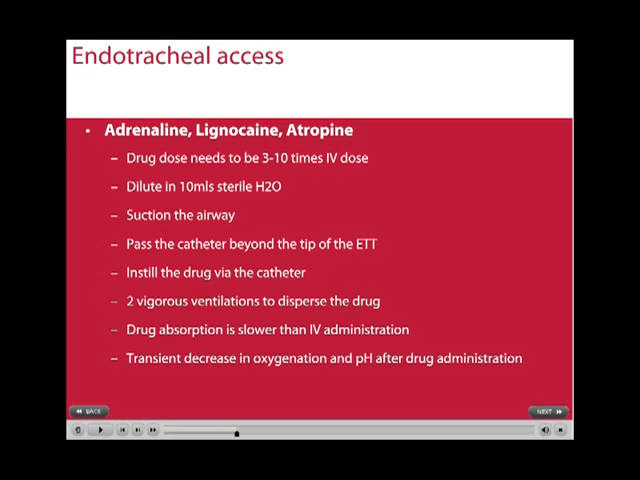 Endotracheal access
• Adrenaline, Lignocaine, Atropine
– Drug dose needs to be 3-10 times IV dose
– Dilute in 10mls sterile H2O
– Suction the airway
– Pass the catheter beyond the tip of the ETT
– Instill the drug via the catheter
– 2 vigorous ventilations to disperse the drug
– Drug absorption is slower than IV administration
– Transient decrease in oxygenation and pH after drug administration
BACK
NEXT